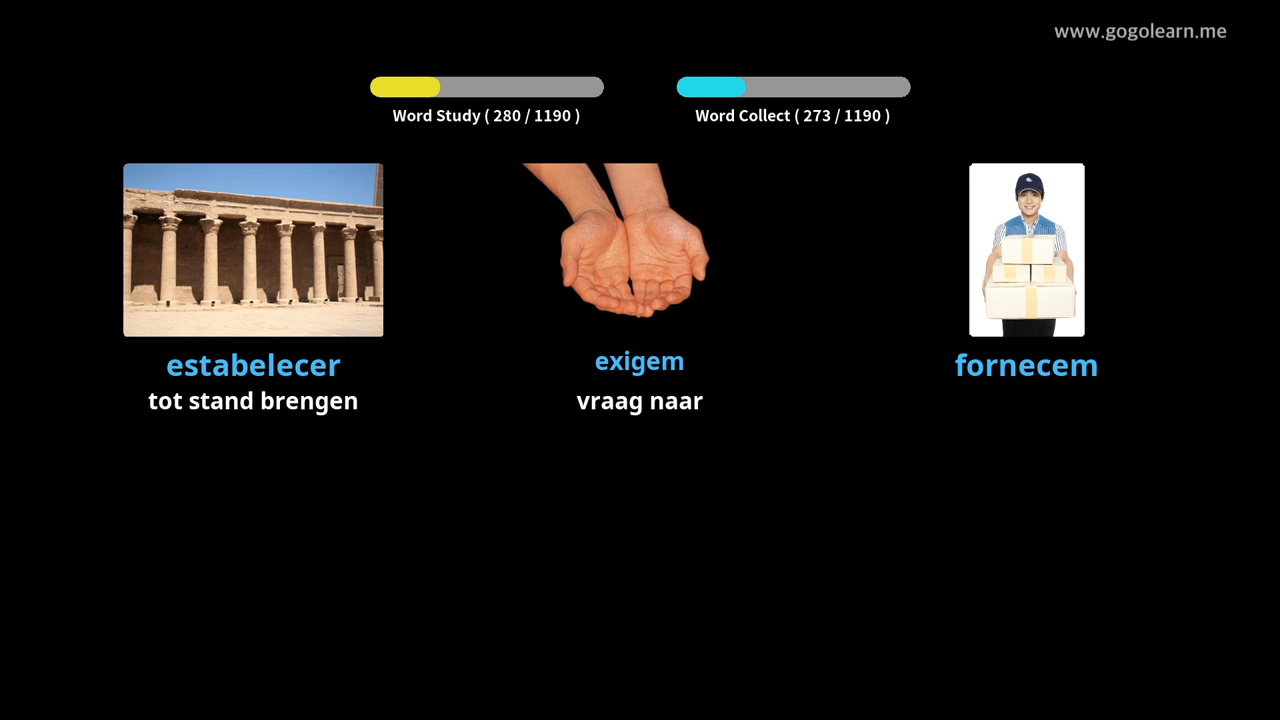 www.gogolearn.me
Word Study ( 280 / 1190 )
Word Collect ( 273 / 1190 )
estabelecer
tot stand brengen
exigem
vraag naar
fornecem